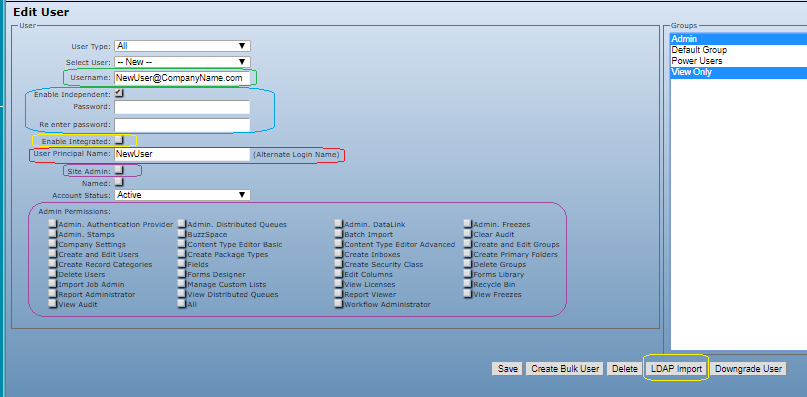 Edit User
User
User Type: All
Select User: -- New --
Username: NewUser@CompanyName.com
Enable Independent:
Password:
Re enter password:
Enable Integrated:
User Principal Name: NewUser (Alternate Login Name)
Site Admin:
Named:
Account Status: Active
Admin Permissions:
Admin. Authentication Provider Admin. Distributed Queues Admin. DataLink Admin. Freezes
Admin. Stamps BuzzSpace Batch Import Clear Audit
Company Settings Content Type Editor Basic Content Type Editor Advanced Create and Edit Groups
Create and Edit Users Create Package Types Create Inboxes Create Primary Folders
Create Record Categories Fields Create Security Class Delete Groups
Delete Users Forms Designer Edit Columns Forms Library
Import Job Admin Manage Custom Lists View Licenses Recycle Bin
Report Administrator View Distributed Queues Report Viewer View Freezes
View Audit All Workflow Administrator
Groups
Admin
Default Group
Power Users
View Only
Save Create Bulk User Delete LDAP Import Downgrade User